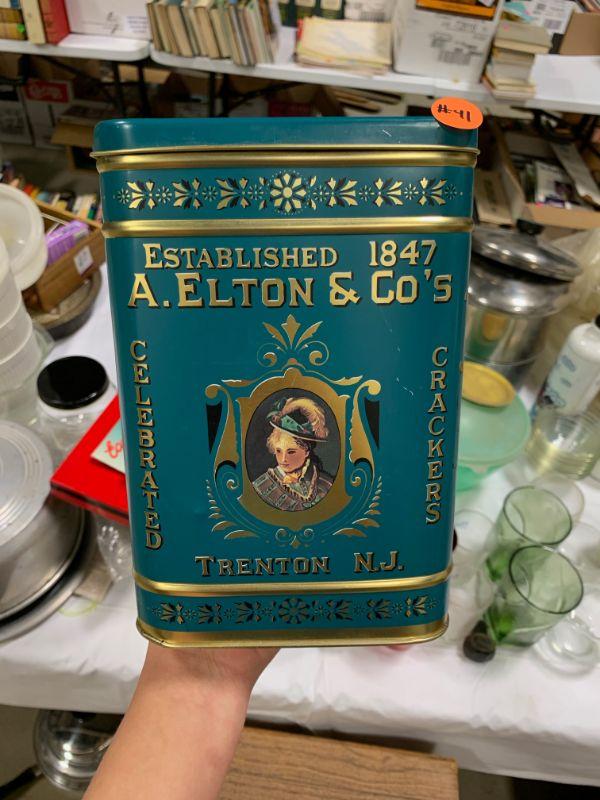 #41
ESTABLISHED 1847
A. ELTON & CO'S
CELEBRATED
CRACKERS
TRENTON N.J.